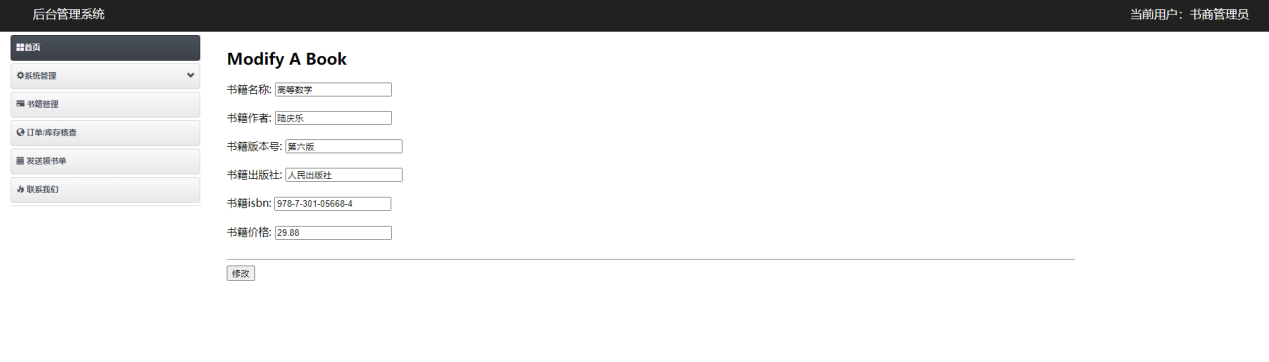 后台管理系统
当前用户：书商管理员
首页
系统管理
书籍管理
订单/库存核查
发送领书单
联系我们
Modify A Book
书籍名称: 高等数学
书籍作者: 陆庆乐
书籍版本号: 第六版
书籍出版社: 人民出版社
书籍isbn: 978-7-301-05668-4
书籍价格: 29.88
修改